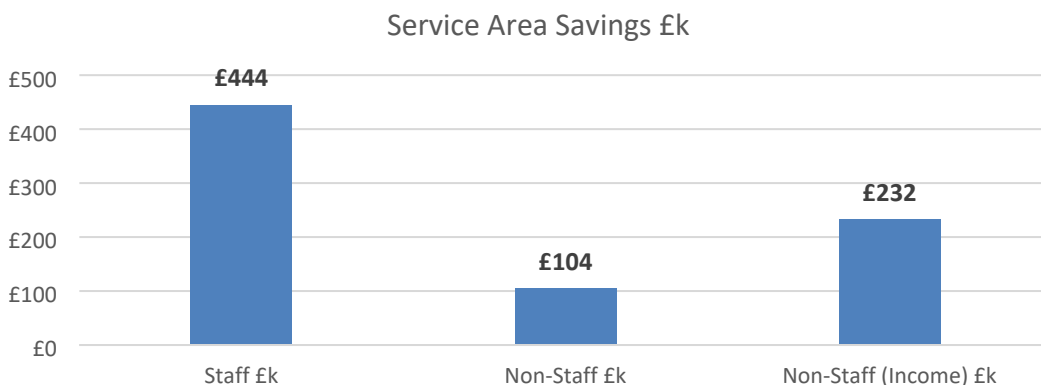 Service Area Savings £k
£500
£400
£300
£200
£100
£0
£444
£104
£232
Staff £k
Non-Staff £k
Non-Staff (Income) £k